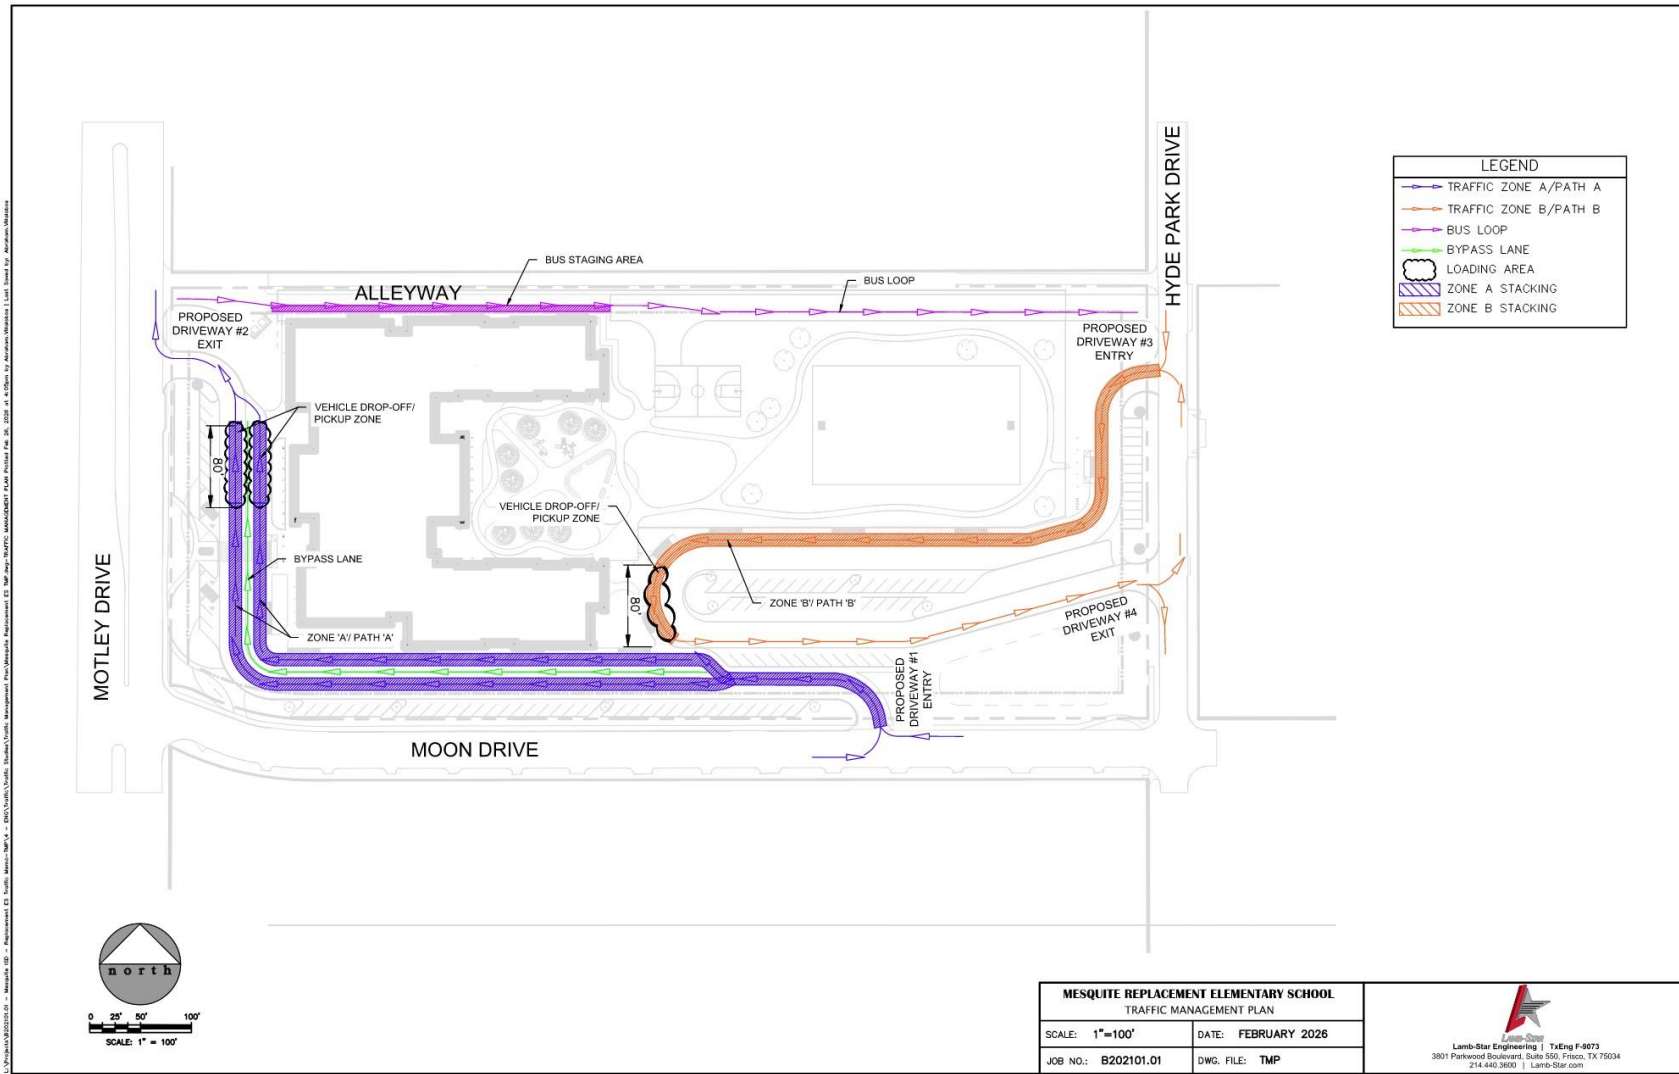 HYDE PARK DRIVE
LEGEND
TRAFFIC ZONE A/PATH A
TRAFFIC ZONE B/PATH B
BUS LOOP
BYPASS LANE
LOADING AREA
ZONE A STACKING
ZONE B STACKING
BUS STAGING AREA
BUS LOOP
ALLEYWAY
PROPOSED
DRIVEWAY #2
EXIT
PROPOSED
DRIVEWAY #3
ENTRY
VEHICLE DROP-OFF/
PICKUP ZONE
80'
VEHICLE DROP-OFF/
PICKUP ZONE
BYPASS LANE
80'
ZONE 'B'/ PATH 'B'
PROPOSED
DRIVEWAY #4
EXIT
ZONE 'A'/ PATH 'A'
MOTLEY DRIVE
PROPOSED
DRIVEWAY #1
ENTRY
MOON DRIVE
north
0 25' 50' 100'
SCALE: 1" = 100'
MESQUITE REPLACEMENT ELEMENTARY SCHOOL
TRAFFIC MANAGEMENT PLAN
SCALE: 1"=100'
DATE: FEBRUARY 2026
JOB NO.: B202101.01
DWG. FILE: TMP
LAMB-STAR
Lamb-Star Engineering | TxEng F-9073
3801 Parkwood Boulevard, Suite 550, Frisco, TX 75034
214.440.3600 | Lamb-Star.com